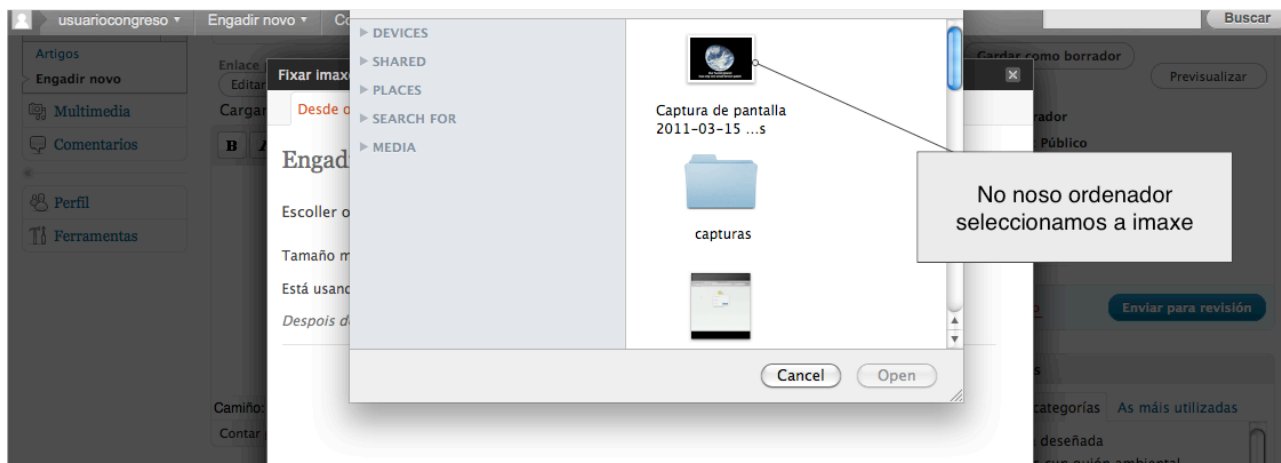 usuariocongreso
Engadir novo
Buscar
Artigos
Engadir novo
Multimedia
Comentarios
Perfil
Ferramentas
Enlace
Editar
Cargar
B
Camiño:
Contar
Fixar imaxe
Desde
Engadi
Escoller
Tamaño
Está usand
Despois d
DEVICES
SHARED
PLACES
SEARCH FOR
MEDIA
Captura de pantalla
2011-03-15 ...s
capturas
Cancel
Open
No noso ordenador
seleccionamos a imaxe
Gardar como borrador
Previsualizar
rador
Público
Enviar para revisión
categorías
As máis utilizadas
deseñada
ambiental